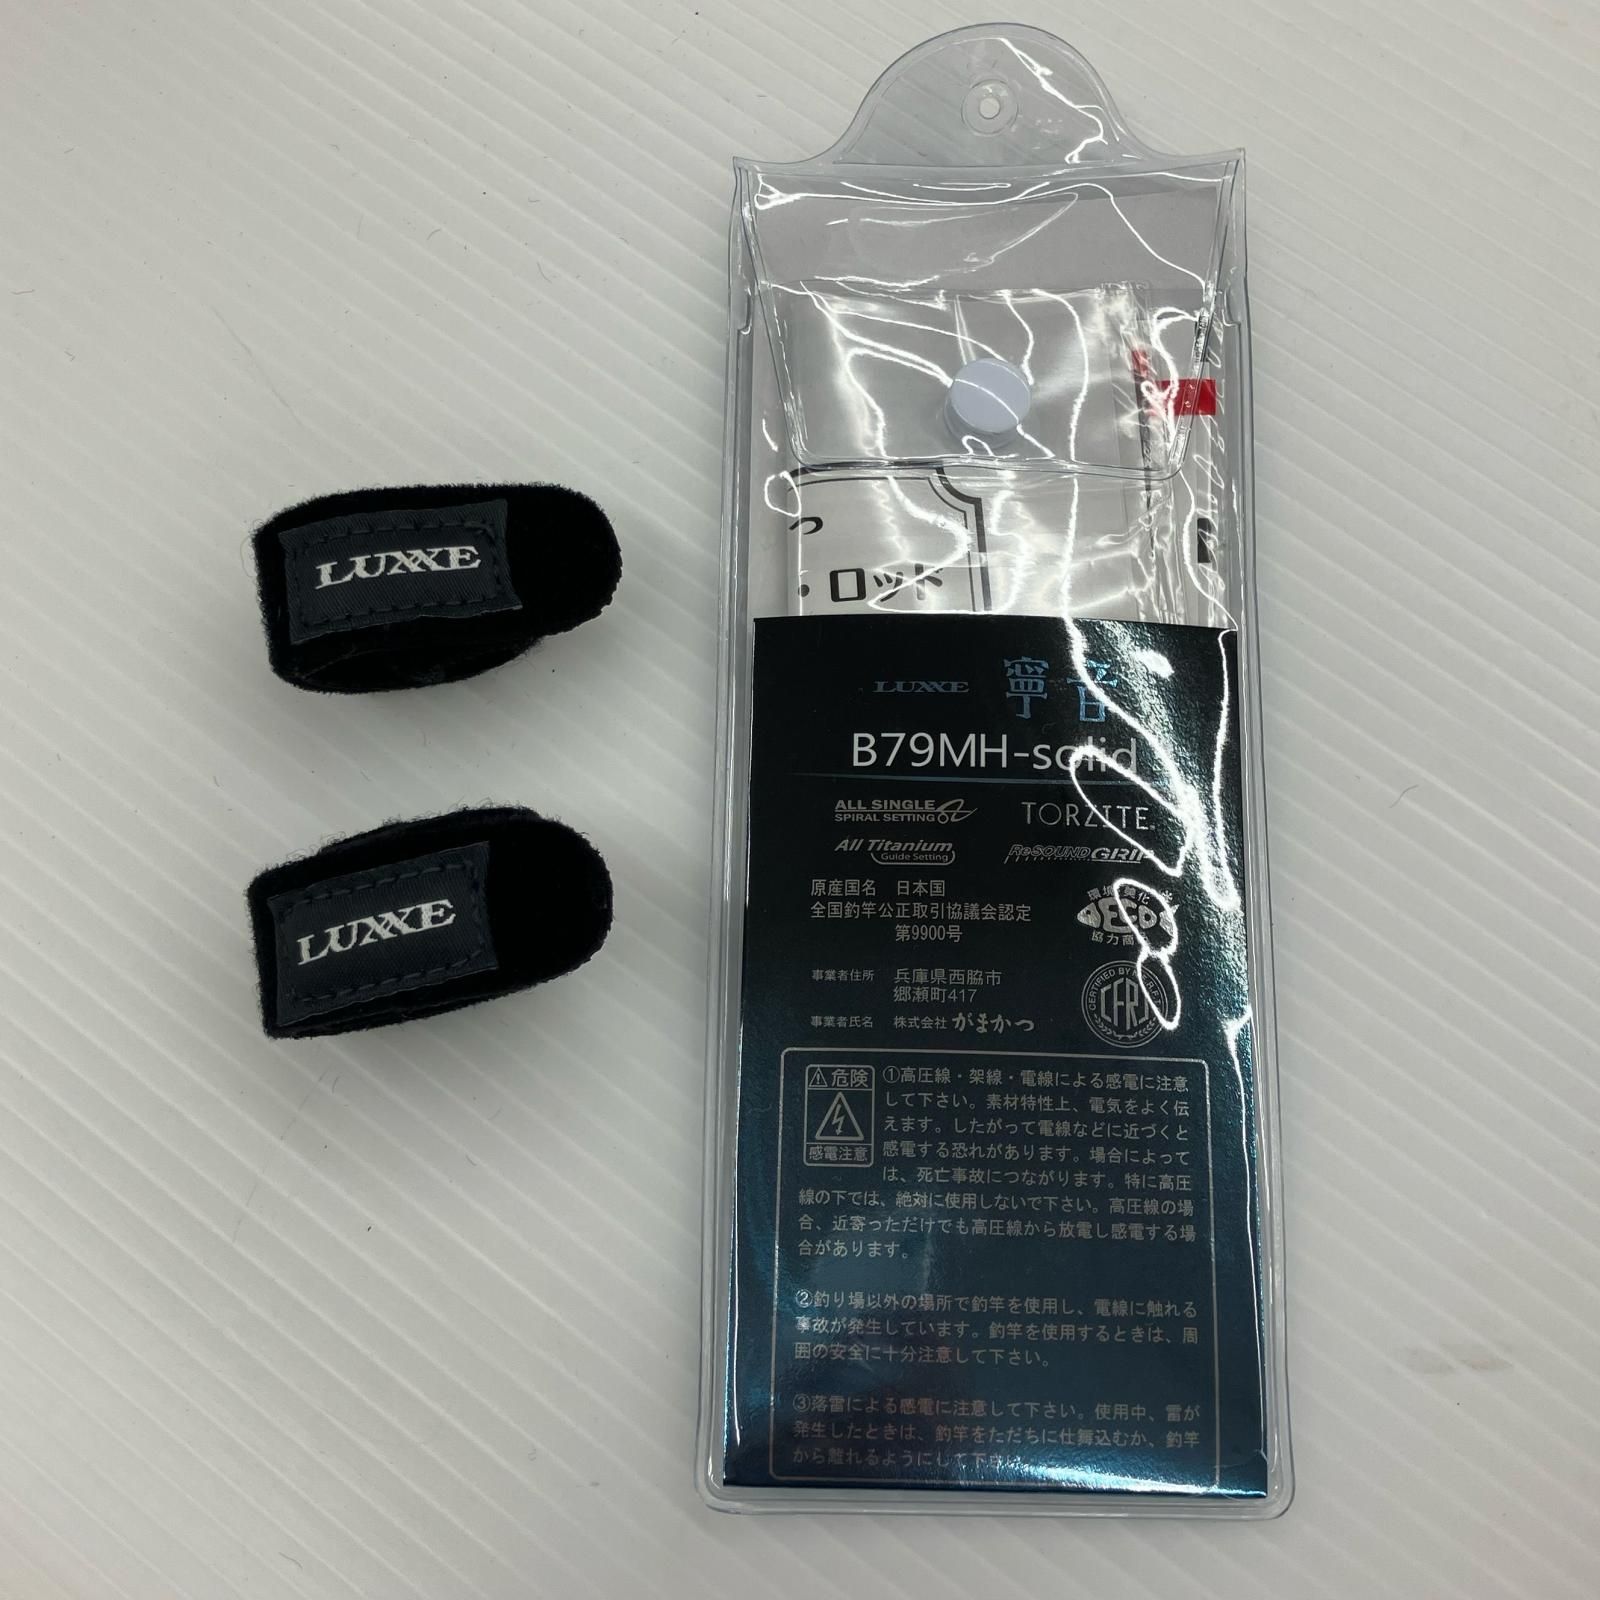 LUXXE
LUXXE
つ
・ロッド
LUXXE 寧音
B79MH-solid
ALL SINGLE
SPIRAL SETTING
TORZITE®
All Titanium
Guide Setting
ReSOUND GRIP
原産国名 日本国
全国釣竿公正取引協議会認定
第9900号
環境・美化
AECOS
協力商
事業者住所 兵庫県西脇市
郷瀬町417
事業者氏名 株式会社 がまかつ
CERTIFIED BY
⚠危険
感電注意
①高圧線・架線・電線による感電に注意
して下さい。素材特性上、電気をよく伝
えます。したがって電線などに近づくと
感電する恐れがあります。場合によって
は、死亡事故につながります。特に高圧
線の下では、絶対に使用しないで下さい。高圧線の場
合、近寄っただけでも高圧線から放電し感電する場
合があります。
②釣り場以外の場所で釣竿を使用し、電線に触れる
事故が発生しています。釣竿を使用するときは、周
囲の安全に十分注意して下さい。
③落雷による感電に注意して下さい。使用中、雷が
発生したときは、釣竿をただちに仕舞込むか、釣竿
から離れるようにして下さい。